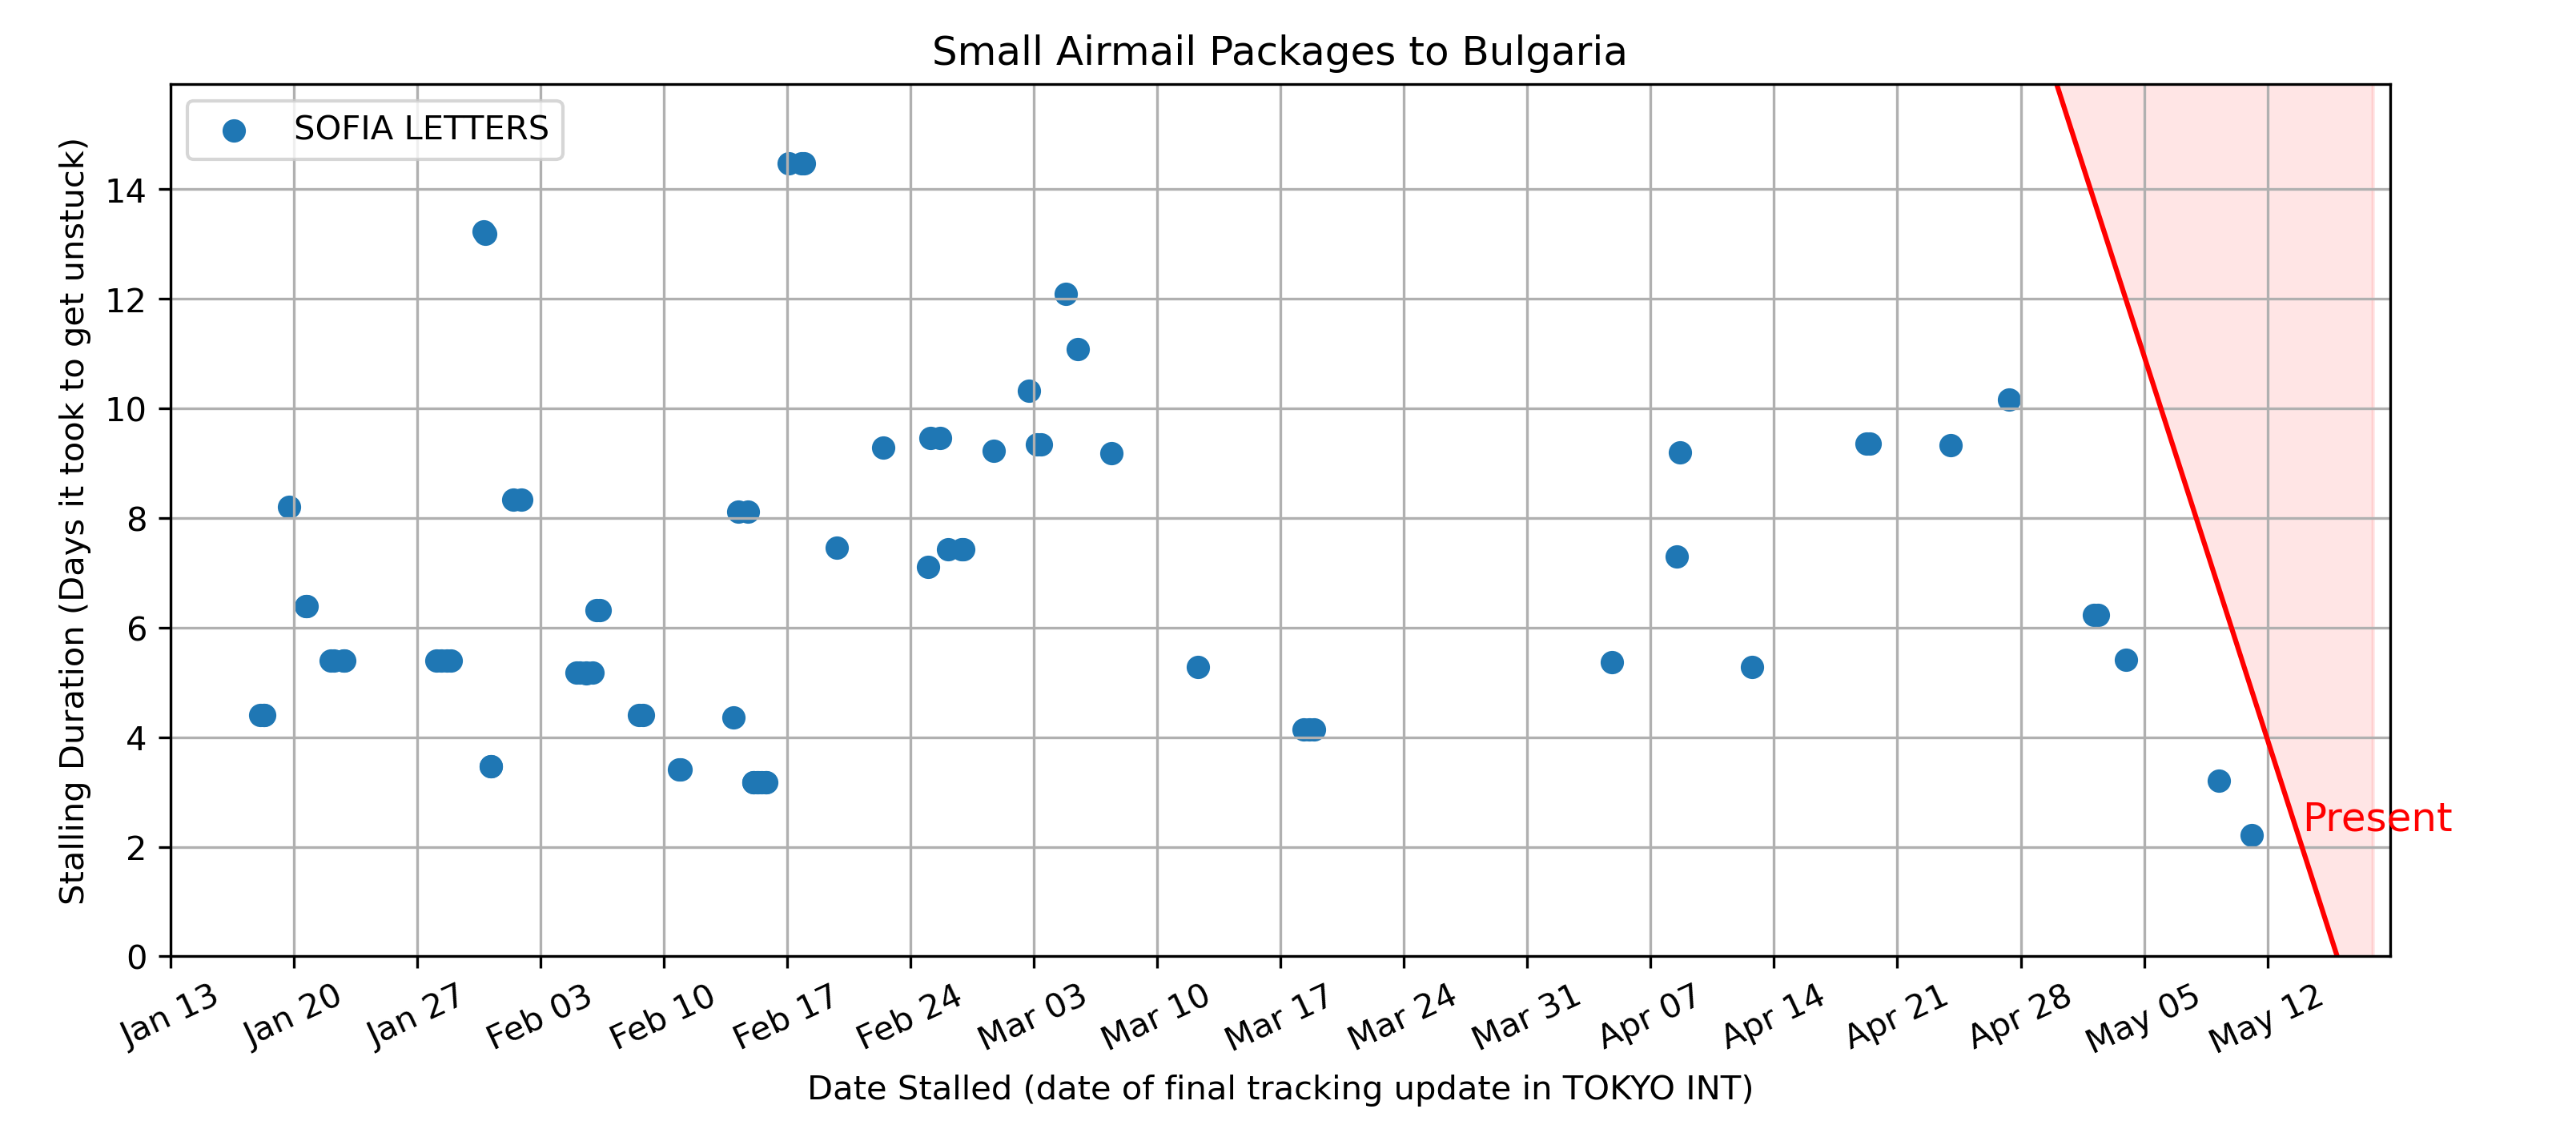 Small Airmail Packages to Bulgaria
SOFIA LETTERS
Stalling Duration (Days it took to get unstuck)
14
12
10
8
6
4
2
0
Present
Jan 13
Jan 20
Jan 27
Feb 03
Feb 10
Feb 17
Feb 24
Mar 03
Mar 10
Mar 17
Mar 24
Mar 31
Apr 07
Apr 14
Apr 21
Apr 28
May 05
May 12
Date Stalled (date of final tracking update in TOKYO INT)